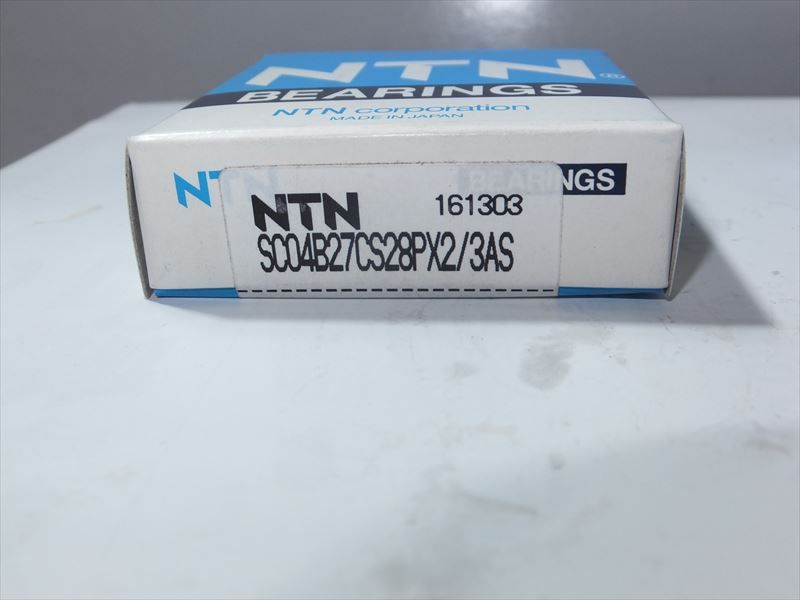 NTN®
BEARINGS
NTN corporation
MADE IN JAPAN
NTN BEARINGS
NTN 161303
SC04B27CS28PX2/3AS